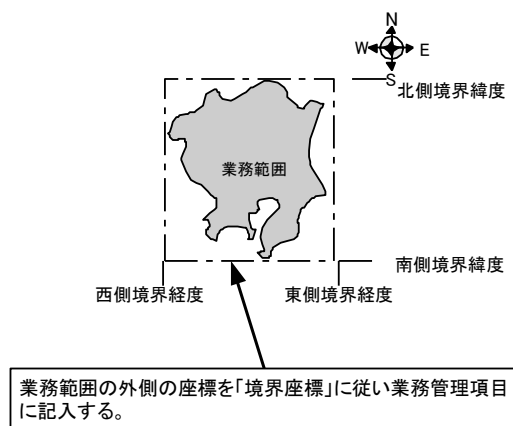 N
W E
S
北側境界緯度
業務範囲
南側境界緯度
西側境界経度 東側境界経度
業務範囲の外側の座標を「境界座標」に従い業務管理項目
に記入する。